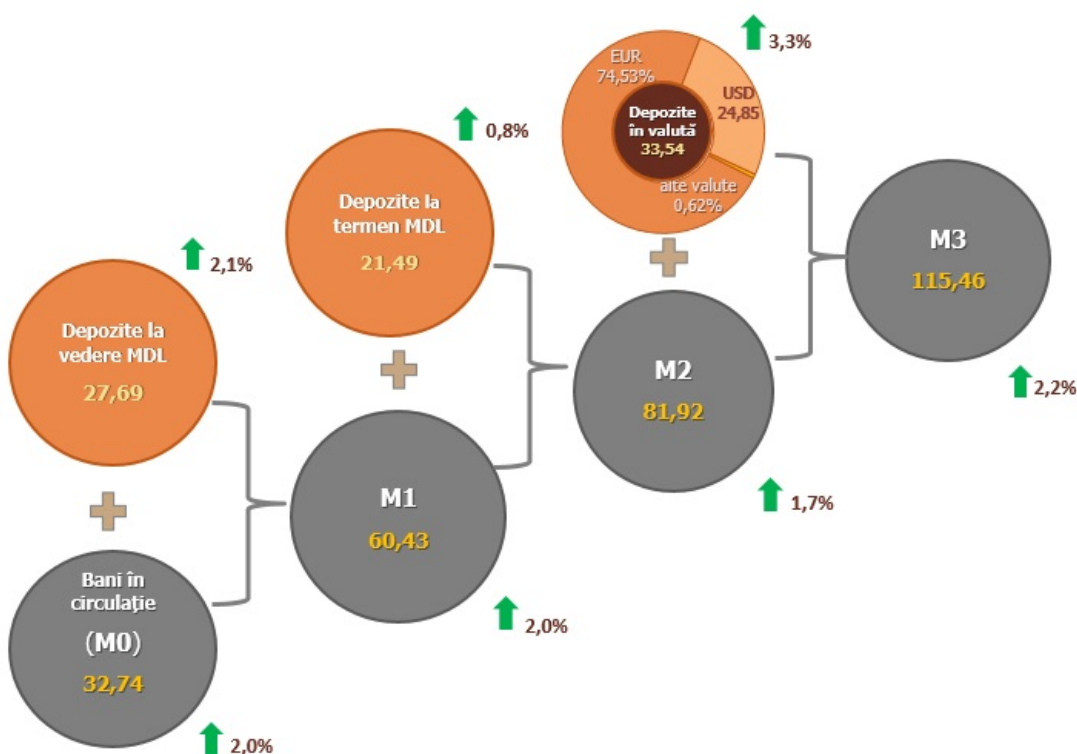 3,3%
EUR
74,53%
USD
24,85
Depozite
în valută
33,54
alte valute
0,62%
0,8%
Depozite la
termen MDL
21,49
M3
115,46
2,1%
Depozite la
vedere MDL
27,69
M2
81,92
2,2%
M1
60,43
1,7%
Bani în
circulație
(M0)
32,74
2,0%
2,0%